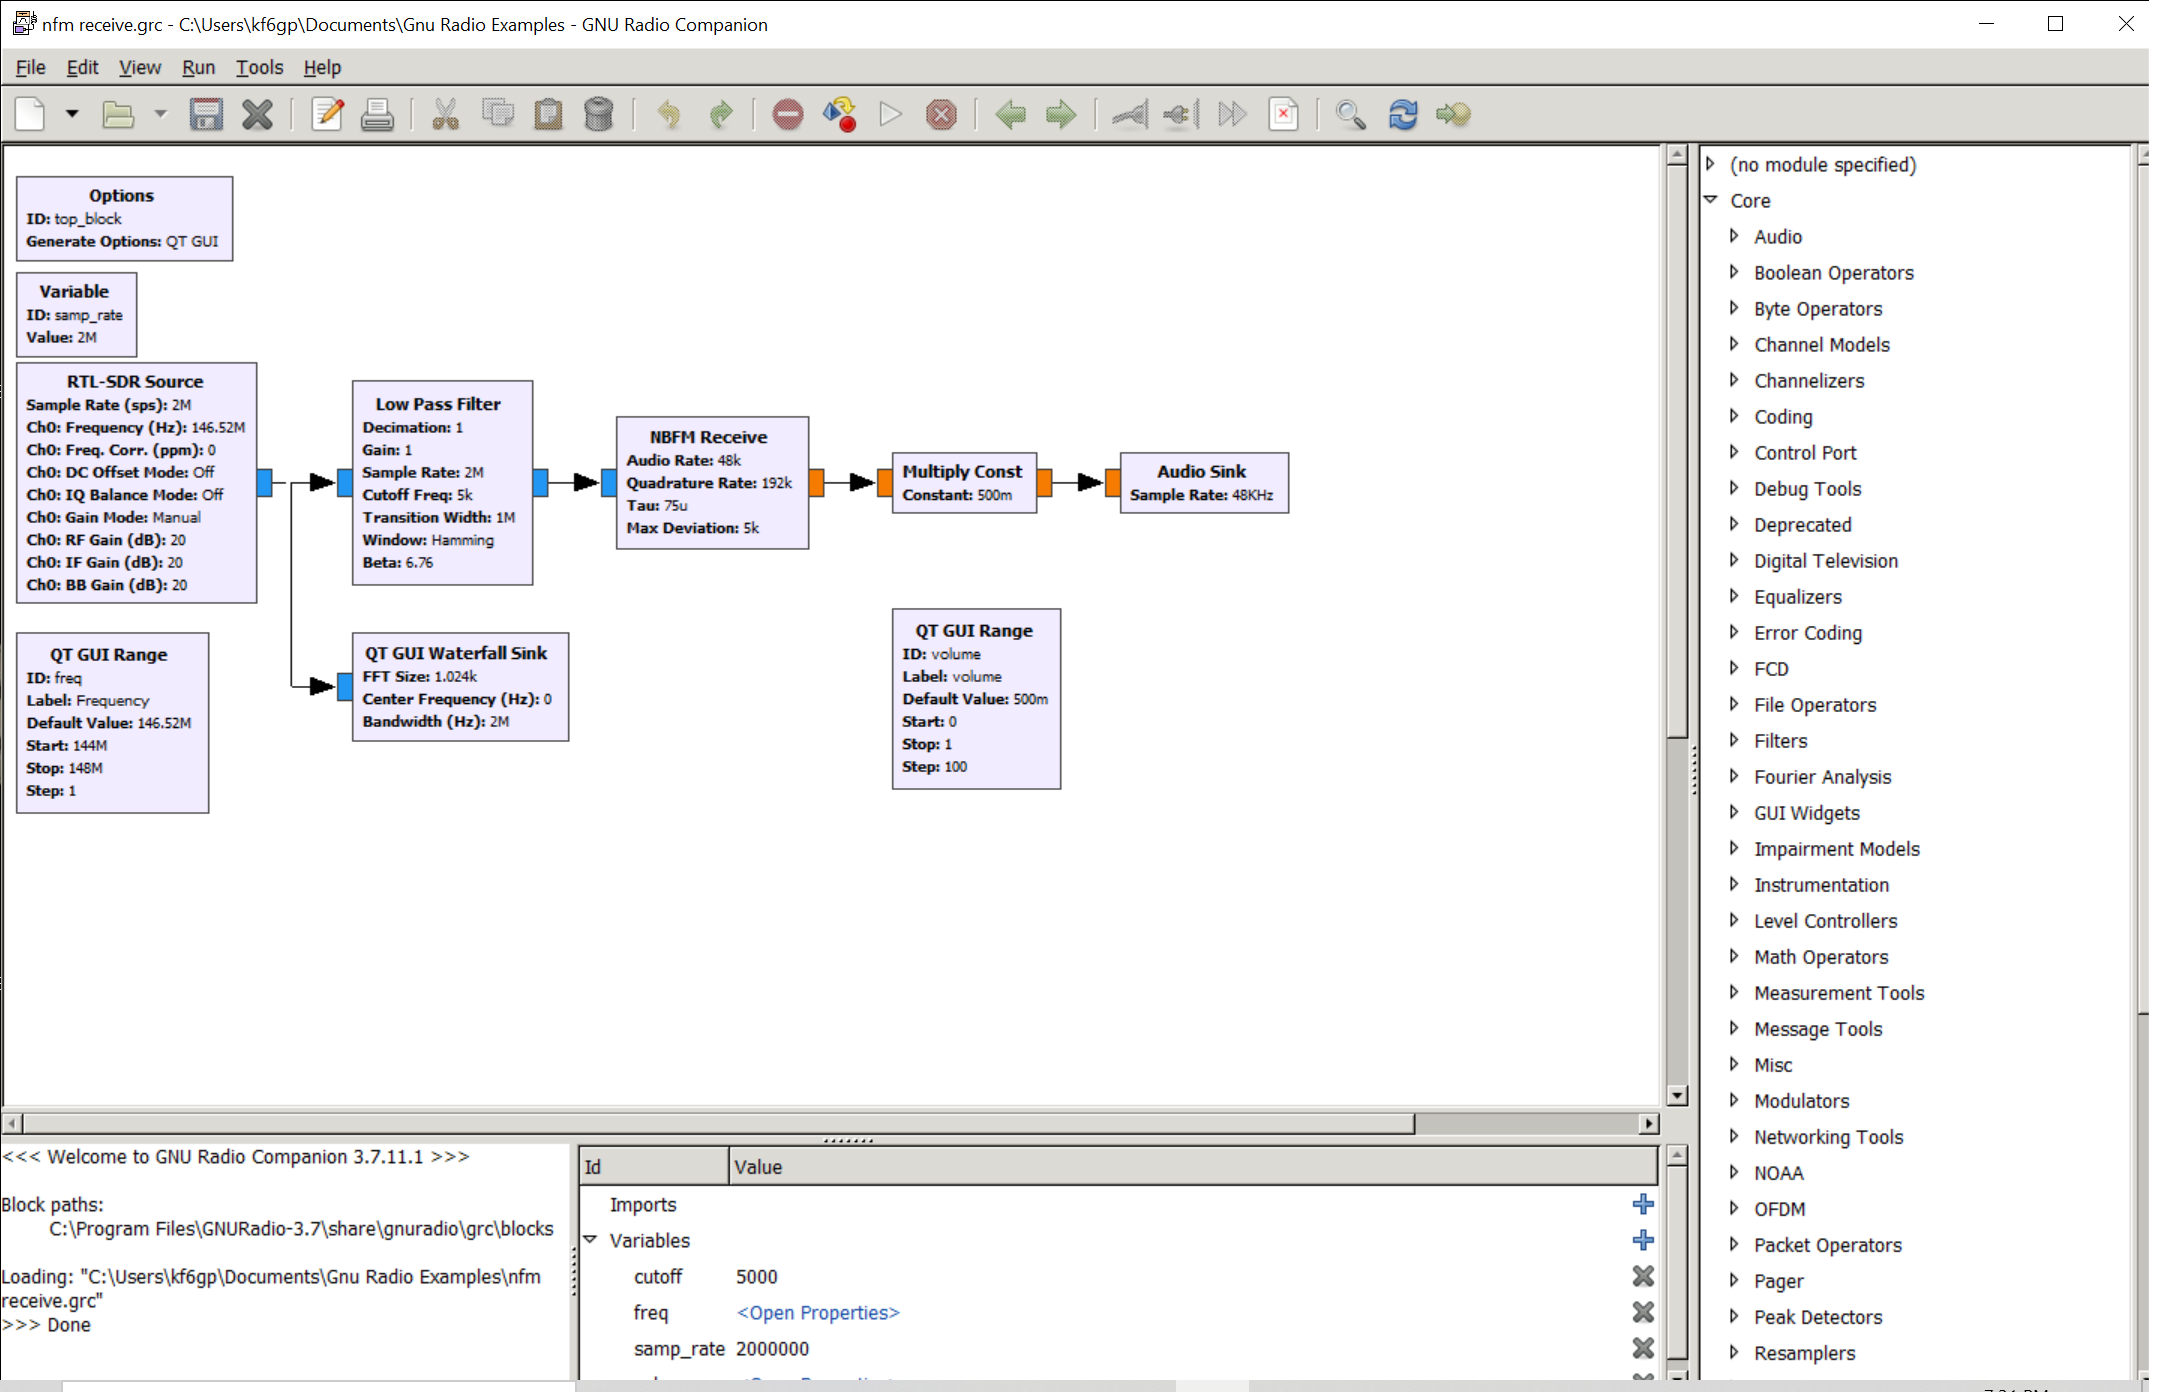 nfm receive.grc - C:\Users\kf6gp\Documents\Gnu Radio Examples - GNU Radio Companion
File Edit View Run Tools Help
Options
ID: top_block
Generate Options: QT GUI
Variable
ID: samp_rate
Value: 2M
RTL-SDR Source
Sample Rate (sps): 2M
Ch0: Frequency (Hz): 146.52M
Ch0: Freq. Corr. (ppm): 0
Ch0: DC Offset Mode: Off
Ch0: IQ Balance Mode: Off
Ch0: Gain Mode: Manual
Ch0: RF Gain (dB): 20
Ch0: IF Gain (dB): 20
Ch0: BB Gain (dB): 20
Low Pass Filter
Decimation: 1
Gain: 1
Sample Rate: 2M
Cutoff Freq: 5k
Transition Width: 1M
Window: Hamming
Beta: 6.76
NBFM Receive
Audio Rate: 48k
Quadrature Rate: 192k
Tau: 75u
Max Deviation: 5k
Multiply Const
Constant: 500m
Audio Sink
Sample Rate: 48KHz
QT GUI Range
ID: freq
Label: Frequency
Default Value: 146.52M
Start: 144M
Stop: 148M
Step: 1
QT GUI Waterfall Sink
FFT Size: 1.024k
Center Frequency (Hz): 0
Bandwidth (Hz): 2M
QT GUI Range
ID: volume
Label: volume
Default Value: 500m
Start: 0
Stop: 1
Step: 100
(no module specified)
Core
Audio
Boolean Operators
Byte Operators
Channel Models
Channelizers
Coding
Control Port
Debug Tools
Deprecated
Digital Television
Equalizers
Error Coding
FCD
File Operators
Filters
Fourier Analysis
GUI Widgets
Impairment Models
Instrumentation
Level Controllers
Math Operators
Measurement Tools
Message Tools
Misc
Modulators
Networking Tools
NOAA
OFDM
Packet Operators
Pager
Peak Detectors
Resamplers
<<< Welcome to GNU Radio Companion 3.7.11.1 >>>
Block paths:
C:\Program Files\GNURadio-3.7\share\gnuradio\grc\blocks
Loading: "C:\Users\kf6gp\Documents\Gnu Radio Examples\nfm
receive.grc"
>>> Done
Id Value
Imports
Variables
cutoff 5000
freq <Open Properties>
samp_rate 2000000